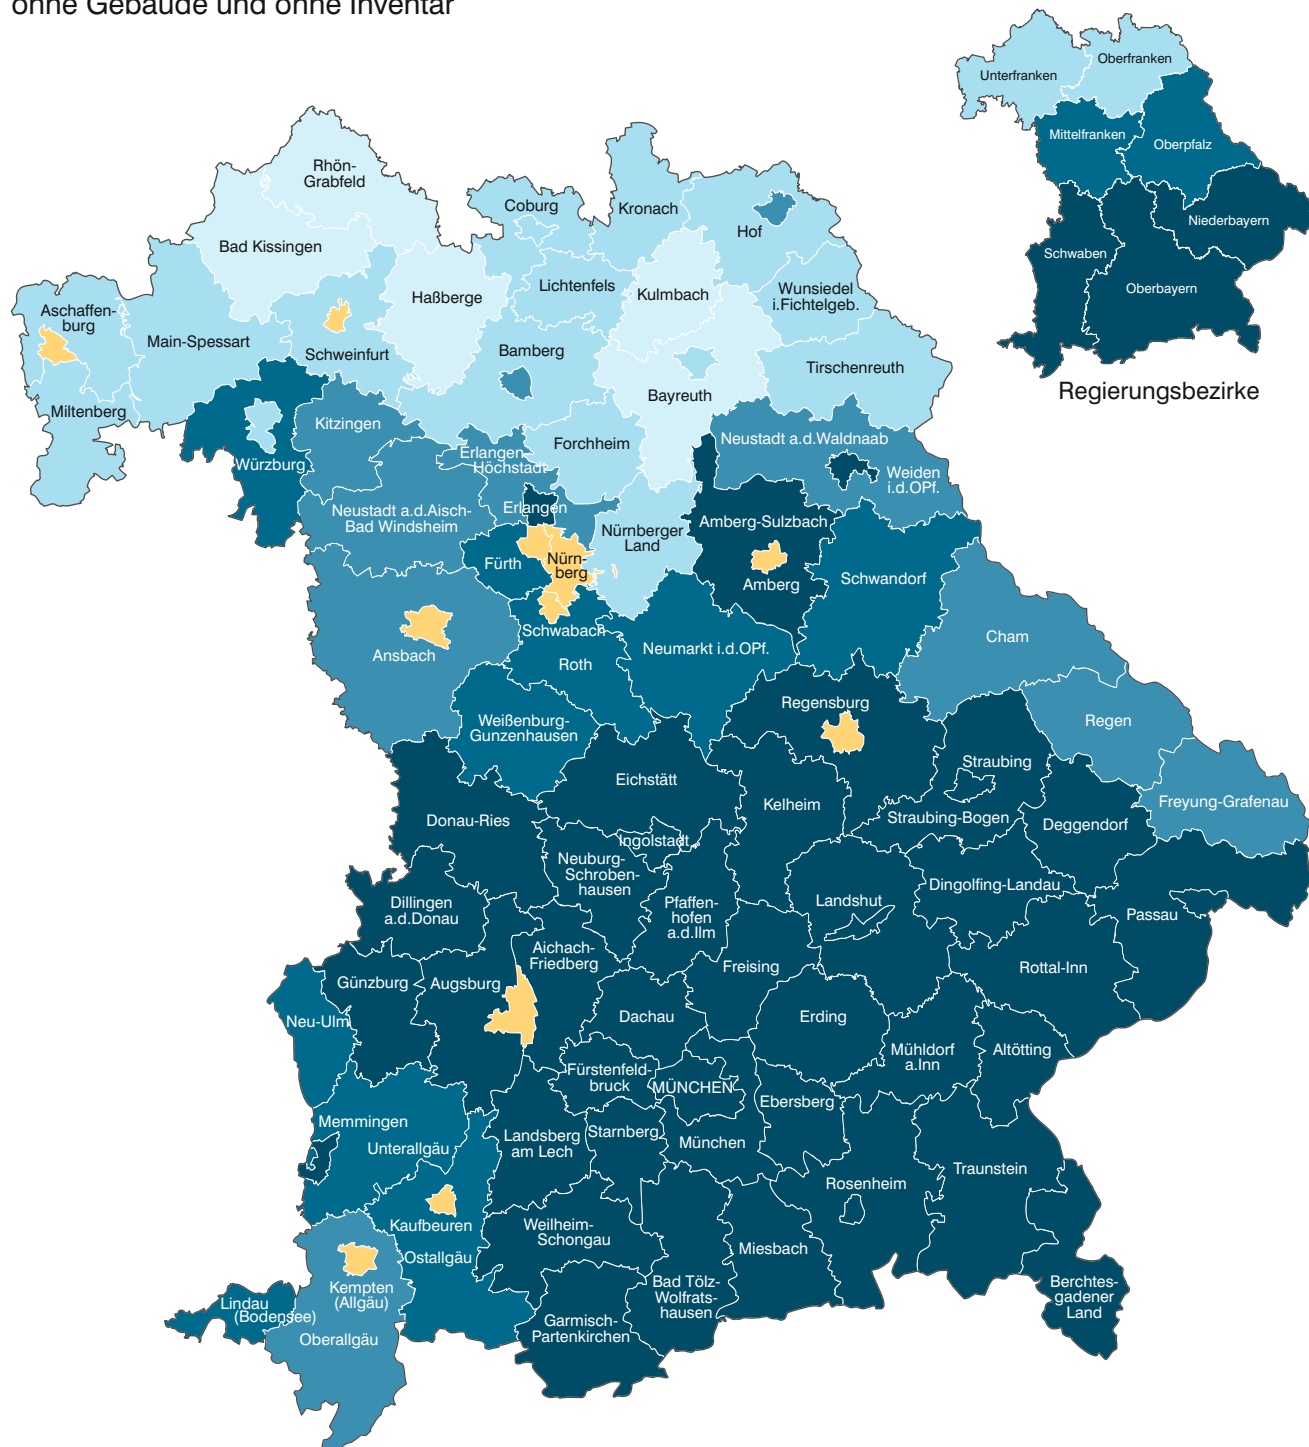 ohne Gebäude und ohne Inventar
Unterfranken
Oberfranken
Mittelfranken
Oberpfalz
Niederbayern
Schwaben
Oberbayern
Regierungsbezirke
Rhön-
Grabfeld
Bad Kissingen
Coburg
Kronach
Hof
Haßberge
Lichtenfels
Kulmbach
Wunsiedel
i.Fichtelgeb.
Aschaffen-
burg
Main-Spessart
Schweinfurt
Bamberg
Tirschenreuth
Miltenberg
Bayreuth
Kitzingen
Forchheim
Neustadt a.d.Waldnaab
Würzburg
Erlangen-
Höchstadt
Weiden
i.d.OPf.
Neustadt a.d.Aisch-
Bad Windsheim
Erlangen
Nürnberger
Land
Amberg-Sulzbach
Fürth
Nürn-
berg
Amberg
Schwandorf
Schwabach
Ansbach
Roth
Neumarkt i.d.OPf.
Cham
Weißenburg-
Gunzenhausen
Regensburg
Regen
Eichstätt
Straubing
Kelheim
Freyung-Grafenau
Donau-Ries
Straubing-Bogen
Deggendorf
Ingolstadt
Neuburg-
Schroben-
hausen
Dillingen
a.d.Donau
Pfaffen-
hofen
a.d.Ilm
Landshut
Dingolfing-Landau
Passau
Aichach-
Friedberg
Freising
Rottal-Inn
Günzburg
Augsburg
Neu-Ulm
Dachau
Erding
Mühldorf
a.Inn
Altötting
Fürstenfeld-
bruck
MÜNCHEN
Ebersberg
Memmingen
Unterallgäu
Landsberg
am Lech
Starnberg
München
Traunstein
Rosenheim
Kaufbeuren
Weilheim-
Schongau
Miesbach
Ostallgäu
Kempten
(Allgäu)
Bad Tölz-
Wolfrats-
hausen
Berchtes-
gadener
Land
Lindau
(Bodensee)
Oberallgäu
Garmisch-
Partenkirchen